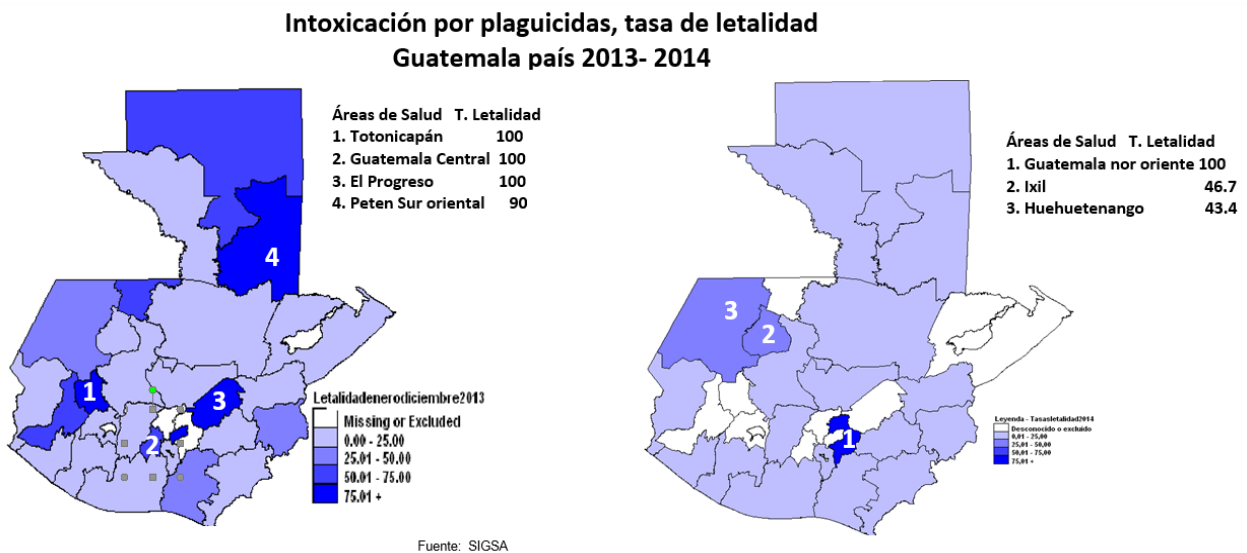 Intoxicación por plaguicidas, tasa de letalidad
Guatemala país 2013- 2014
Áreas de Salud T. Letalidad
1. Totonicapán 100
2. Guatemala Central 100
3. El Progreso 100
4. Peten Sur oriental 90
4
1
3
2
Letalidadenerodiciembre2013
Missing or Excluded
0.00 - 25.00
25.01 - 50.00
50.01 - 75.00
75.01 +
Áreas de Salud T. Letalidad
1. Guatemala nor oriente 100
2. Ixil 46.7
3. Huehuetenango 43.4
3
2
1
Leyenda - Tasasletalidad2014
Desconocido o excluido
0,01 - 25,00
25,01 - 50,00
50,01 - 75,00
75,01 +
Fuente: SIGSA